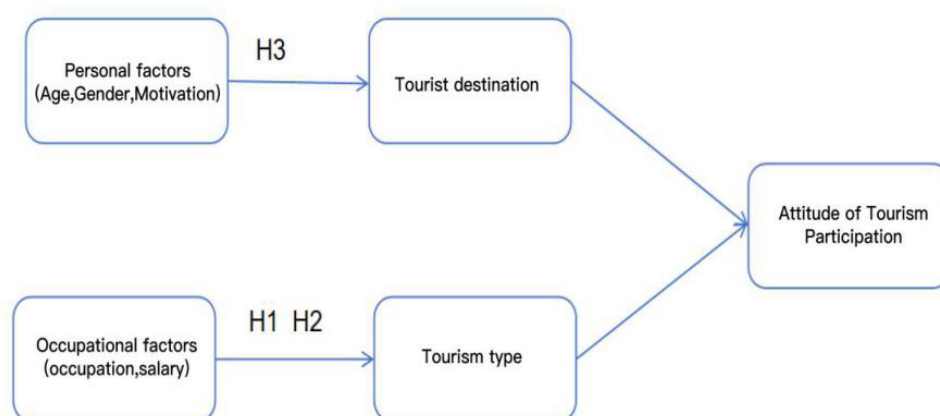 H3
Personal factors
(Age,Gender,Motivation)
Tourist destination
Attitude of Tourism
Participation
H1 H2
Occupational factors
(occupation,salary)
Tourism type